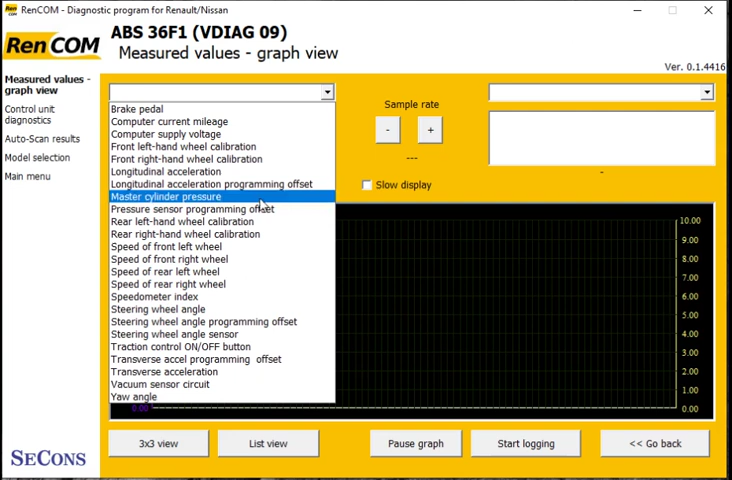 RenCOM - Diagnostic program for Renault/Nissan
RenCOM
ABS 36F1 (VDIAG 09)
Measured values - graph view
Ver. 0.1.4416
Measured values -
graph view
Control unit
diagnostics
Auto-Scan results
Model selection
Main menu
Brake pedal
Computer current mileage
Computer supply voltage
Front left-hand wheel calibration
Front right-hand wheel calibration
Longitudinal acceleration
Longitudinal acceleration programming offset
Master cylinder pressure
Pressure sensor programming offset
Rear left-hand wheel calibration
Rear right-hand wheel calibration
Speed of front left wheel
Speed of front right wheel
Speed of rear left wheel
Speed of rear right wheel
Speedometer index
Steering wheel angle
Steering wheel angle programming offset
Steering wheel angle sensor
Traction control ON/OFF button
Transverse accel programming offset
Transverse acceleration
Vacuum sensor circuit
Yaw angle
Sample rate
- +
---
Slow display
-
10.00
9.00
8.00
7.00
6.00
5.00
4.00
3.00
2.00
1.00
0.00 0.00
3x3 view
List view
Pause graph
Start logging
<< Go back
SECONS